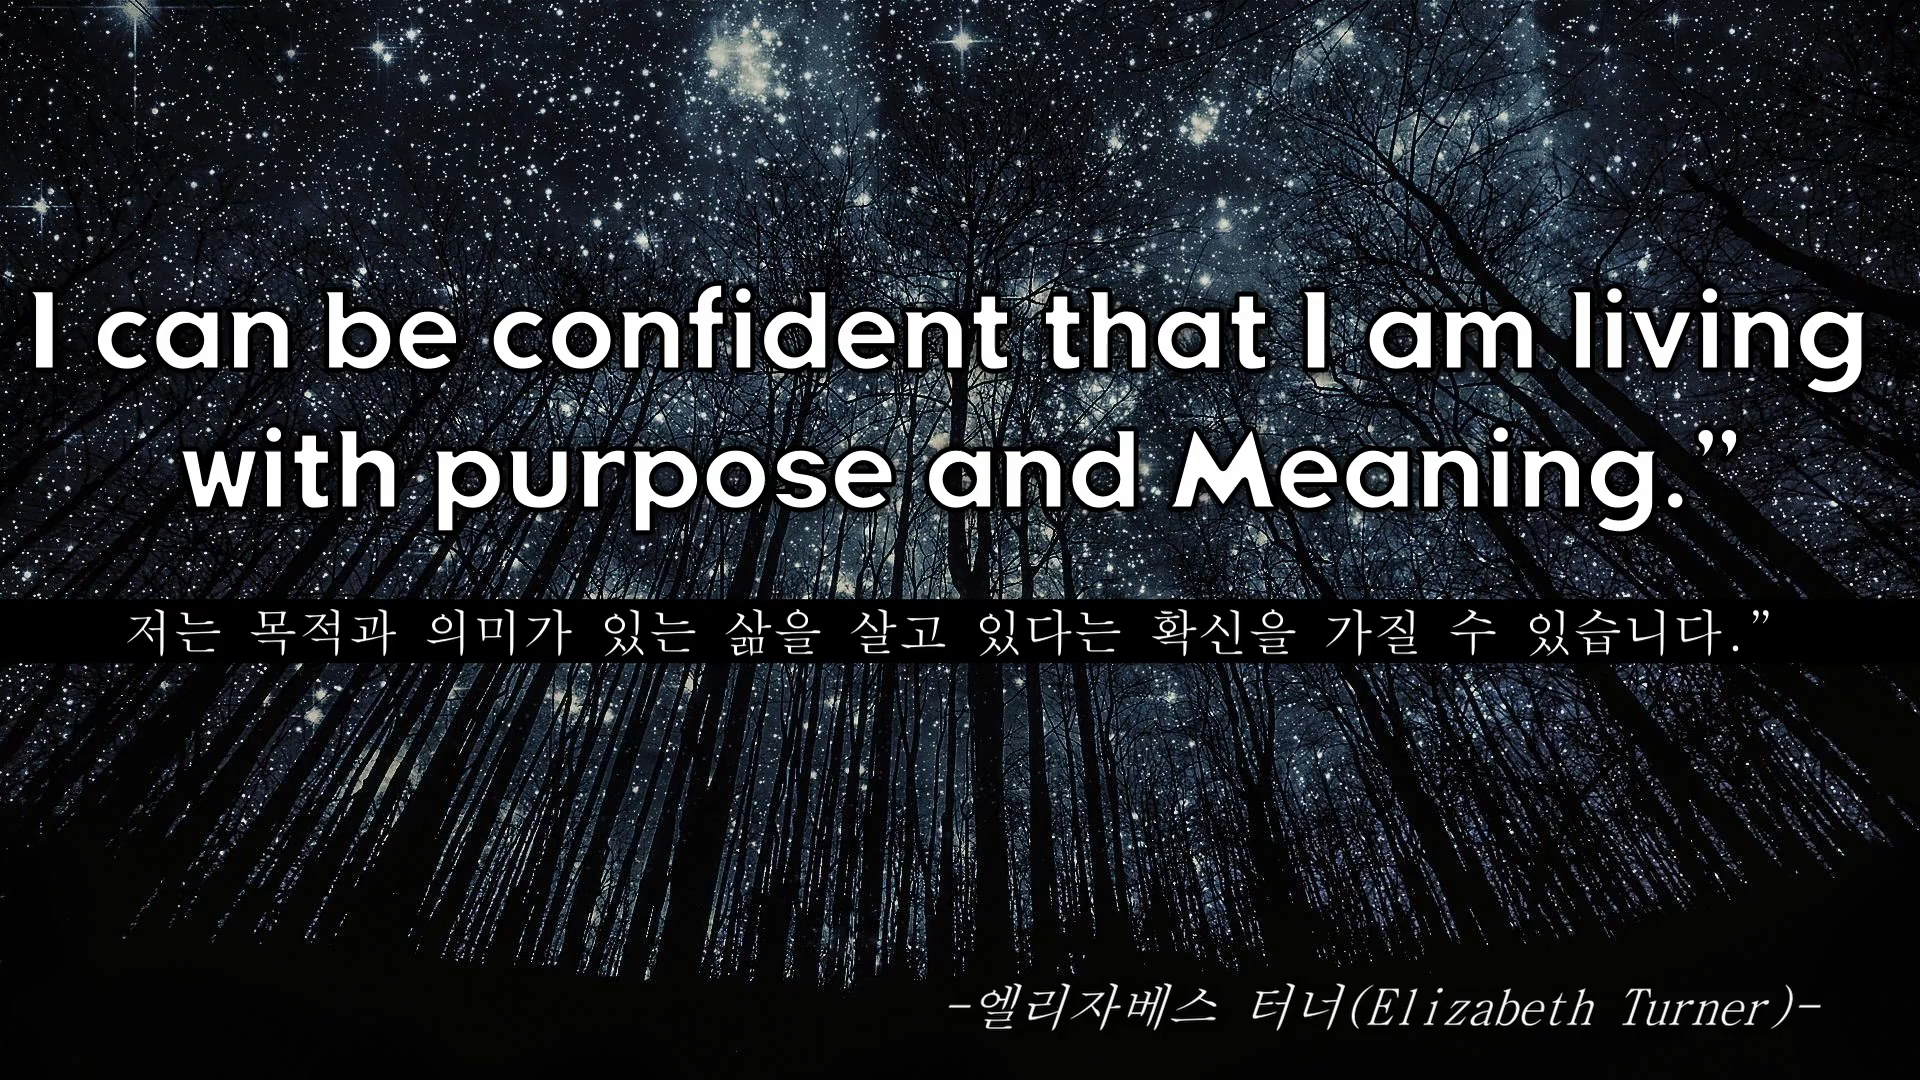 I can be confident that I am living
with purpose and Meaning.”
저는 목적과 의미가 있는 삶을 살고 있다는 확신을 가질 수 있습니다.”
-엘리자베스 터너(Elizabeth Turner)-